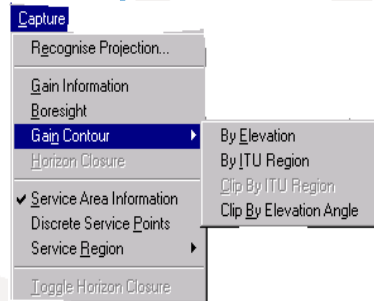 Capture
Recognise Projection...
Gain Information
Boresight
Gain Contour
Horizon Closure
Service Area Information
Discrete Service Points
Service Region
Toggle Horizon Closure
By Elevation
By ITU Region
Clip By ITU Region
Clip By Elevation Angle